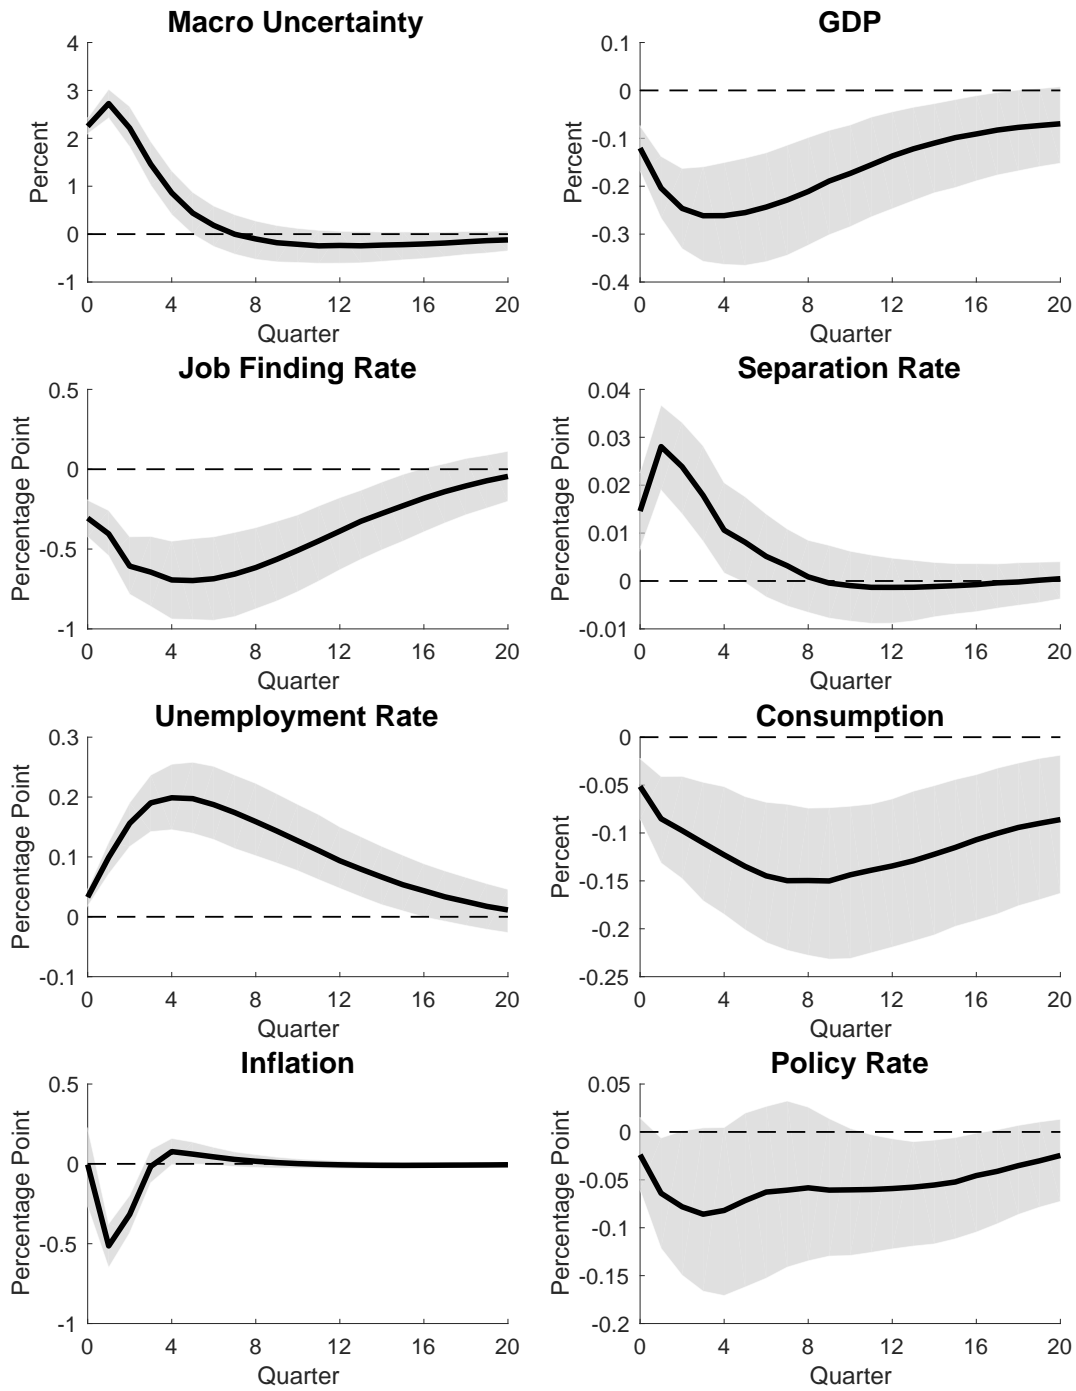 Macro Uncertainty
Percent
4
3
2
1
0
-1
0 4 8 12 16 20
Quarter
GDP
Percent
0.1
0
-0.1
-0.2
-0.3
-0.4
0 4 8 12 16 20
Quarter
Job Finding Rate
Percentage Point
0.5
0
-0.5
-1
0 4 8 12 16 20
Quarter
Separation Rate
Percentage Point
0.04
0.03
0.02
0.01
0
-0.01
0 4 8 12 16 20
Quarter
Unemployment Rate
Percentage Point
0.3
0.2
0.1
0
-0.1
0 4 8 12 16 20
Quarter
Consumption
Percent
0
-0.05
-0.1
-0.15
-0.2
-0.25
0 4 8 12 16 20
Quarter
Inflation
Percentage Point
0.5
0
-0.5
-1
0 4 8 12 16 20
Quarter
Policy Rate
Percentage Point
0.05
0
-0.05
-0.1
-0.15
-0.2
0 4 8 12 16 20
Quarter